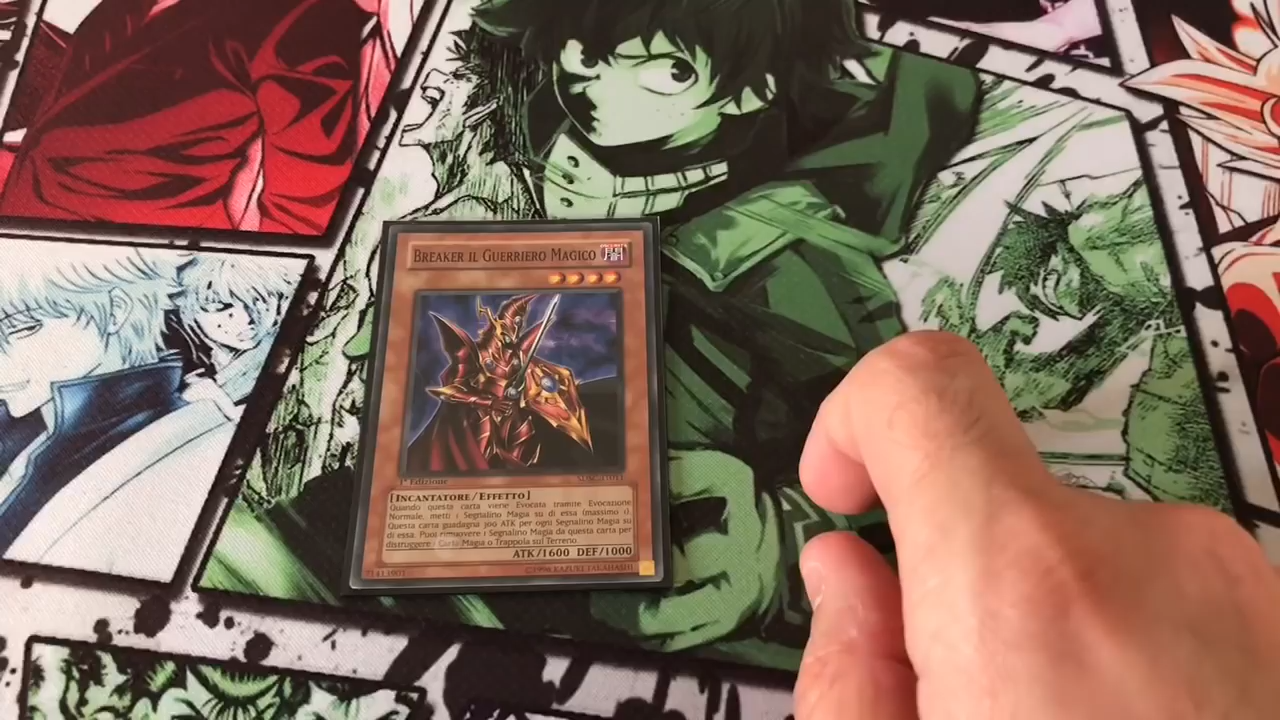 BREAKER IL GUERRIERO MAGICO
1ª Edizione
[INCANTATORE/EFFETTO]
Quando questa carta viene Evocata tramite Evocazione
Normale, metti 1 Segnalino Magia su di essa (massimo 1).
Questa carta guadagna 300 ATK per ogni Segnalino Magia su
di essa. Puoi rimuovere 1 Segnalino Magia da questa carta per
distruggere 1 Carta Magia o Trappola sul Terreno.
ATK/1600 DEF/1000
71413901
©1996 KAZUKI TAKAHASHI